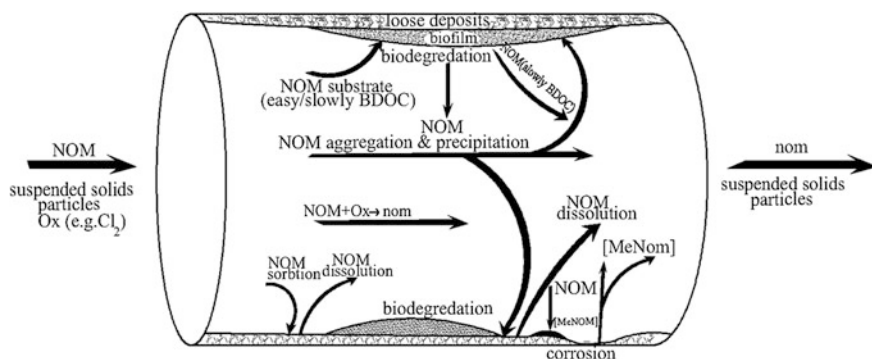 loose deposits
biofilm
biodegredation
NOM substrate
(easy/slowly BDOC)
NOM(slowly BDOC)
NOM
NOM aggregation & precipitation
NOM
suspended solids
particles
Ox (e.g.Cl2)
nom
suspended solids
particles
NOM+Ox→nom
NOM
dissolution
[MeNom]
NOM
sorbtion
NOM
dissolution
biodegredation
NOM
[MeNOM]
corrosion